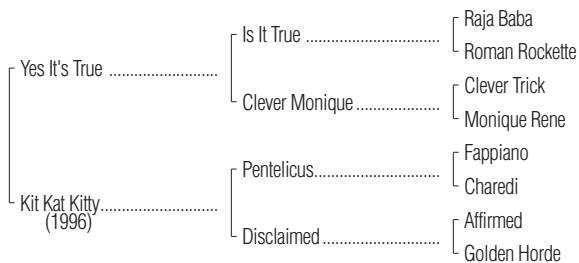 Raja Baba
Is It True ..............................
Roman Rockette
Yes It's True ........................
Clever Trick
Clever Monique ..................
Monique Rene
Fappiano
Pentelicus...........................
Charedi
Kit Kat Kitty..........................
(1996)
Affirmed
Disclaimed ..........................
Golden Horde